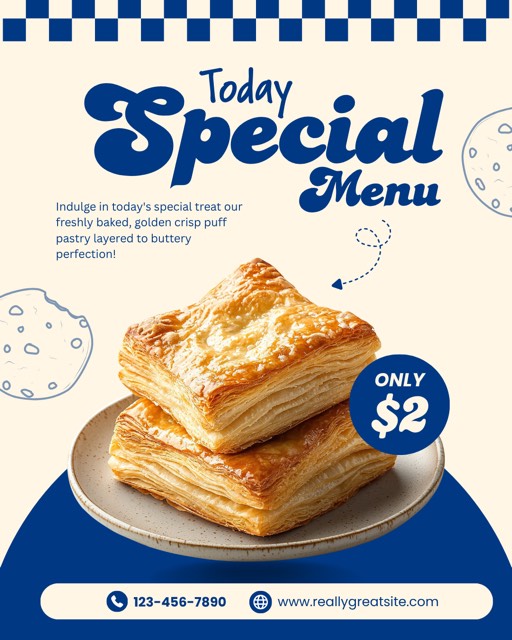 Today
Special
Menu
Indulge in today's special treat our
freshly baked, golden crisp puff
pastry layered to buttery
perfection!
ONLY
$2
123-456-7890 www.reallygreatsite.com